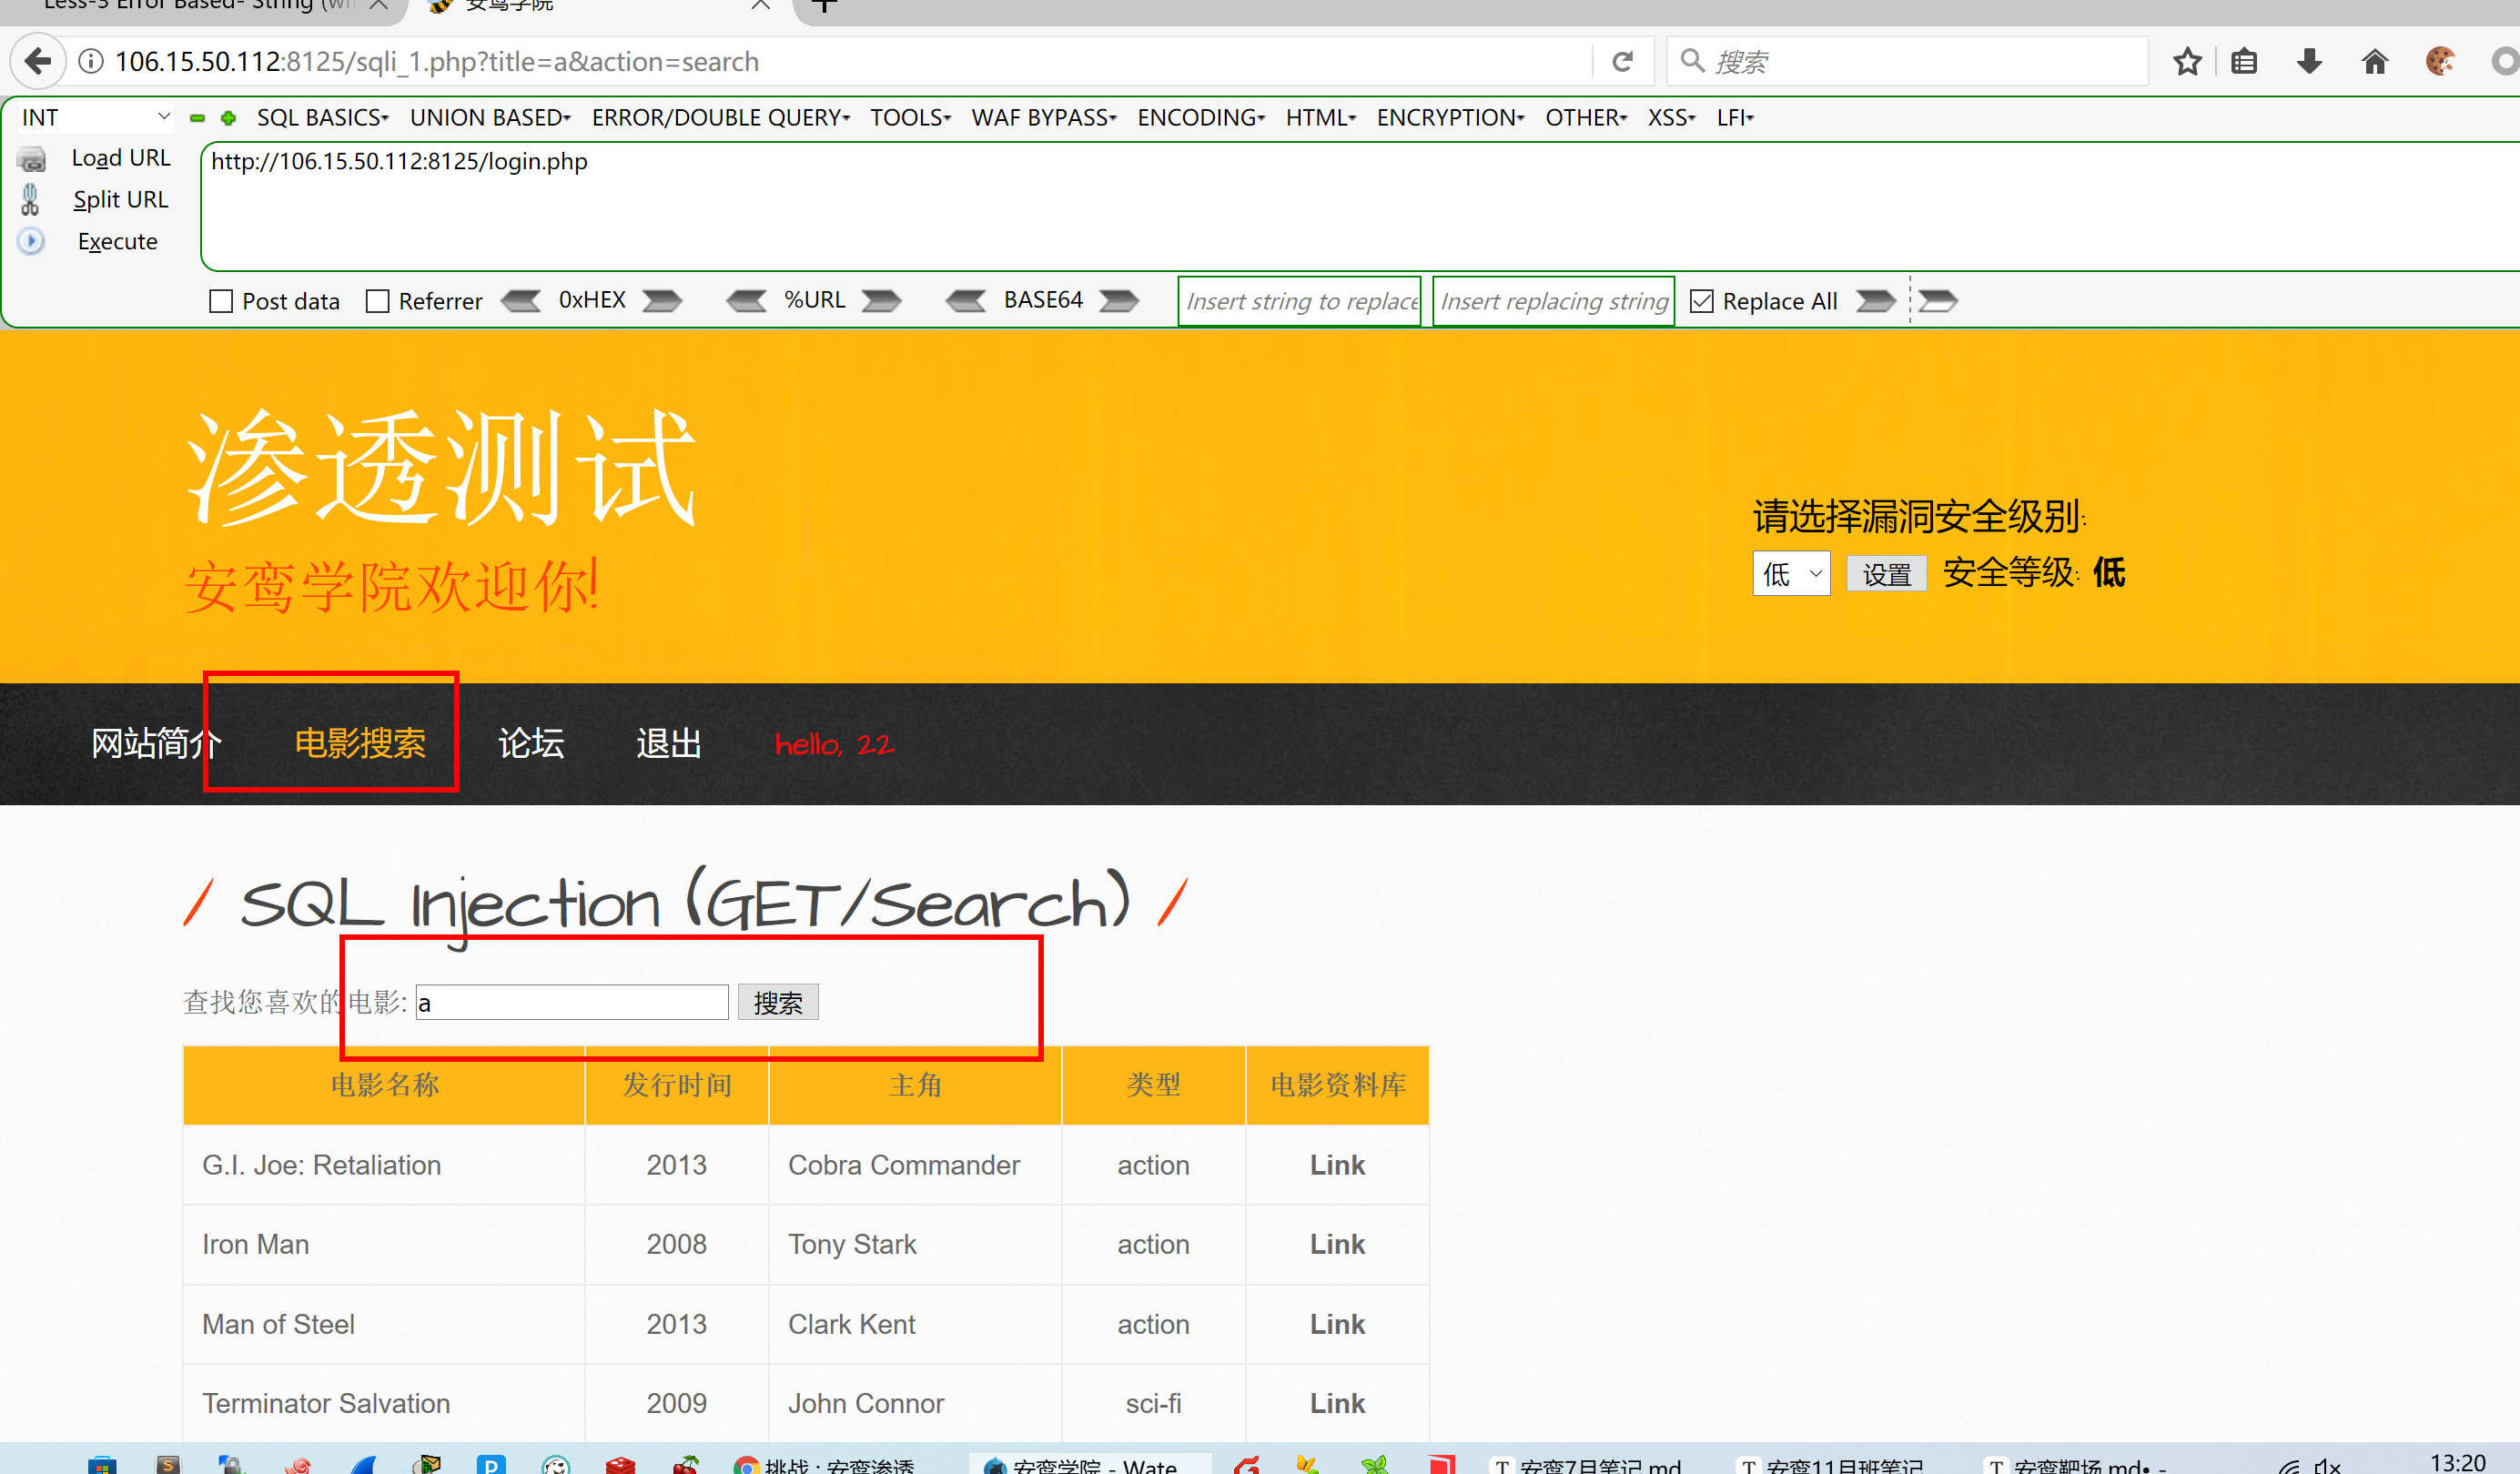 Less-3 Error Based- String (wit
安鸾学院
106.15.50.112:8125/sqli_1.php?title=a&action=search
搜索
INT SQL BASICS UNION BASED ERROR/DOUBLE QUERY TOOLS WAF BYPASS ENCODING HTML ENCRYPTION OTHER XSS LFI
Load URL
http://106.15.50.112:8125/login.php
Split URL
Execute
Post data Referrer 0xHEX %URL BASE64 Insert string to replace Insert replacing string Replace All
渗透测试
安鸾学院欢迎你!
请选择漏洞安全级别:
低 设置 安全等级: 低
网站简介 电影搜索 论坛 退出 hello, 22
/ SQL Injection (GET/Search) /
查找您喜欢的电影: a 搜索
电影名称 发行时间 主角 类型 电影资料库
G.I. Joe: Retaliation 2013 Cobra Commander action Link
Iron Man 2008 Tony Stark action Link
Man of Steel 2013 Clark Kent action Link
Terminator Salvation 2009 John Connor sci-fi Link
挑战 : 安鸾渗透 安鸾学院 - Wate 安鸾7月笔记.md 安鸾11月班笔记 安鸾靶场.md• - 13:20